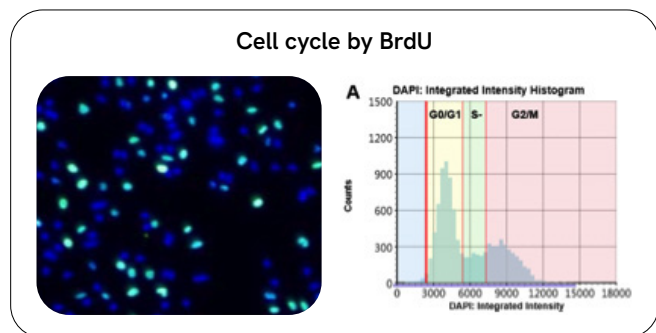 Cell cycle by BrdU
A
DAPI: Integrated Intensity Histogram
1500
1200
900
600
300
0
Counts
G0/G1 S- G2/M
0 3000 6000 9000 12000 15000 18000
DAPI: Integrated Intensity